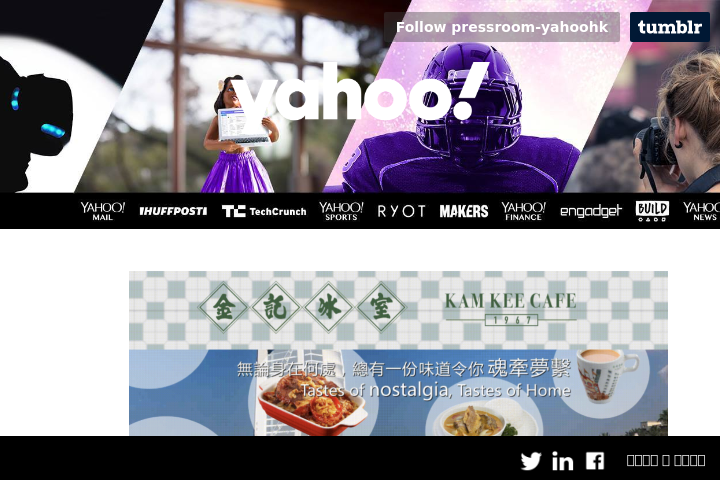 Follow pressroom-yahoohk
tumblr
yahoo!
YAHOO! MAIL
HUFFPOST
TechCrunch
YAHOO! SPORTS
RYOT
MAKERS
YAHOO! FINANCE
engadget
BUILD
YAHOO NEWS
金記冰室
KAM KEE CAFE
1967
無論身在何處，總有一份味道令你 魂牽夢繫
Tastes of nostalgia, Tastes of Home